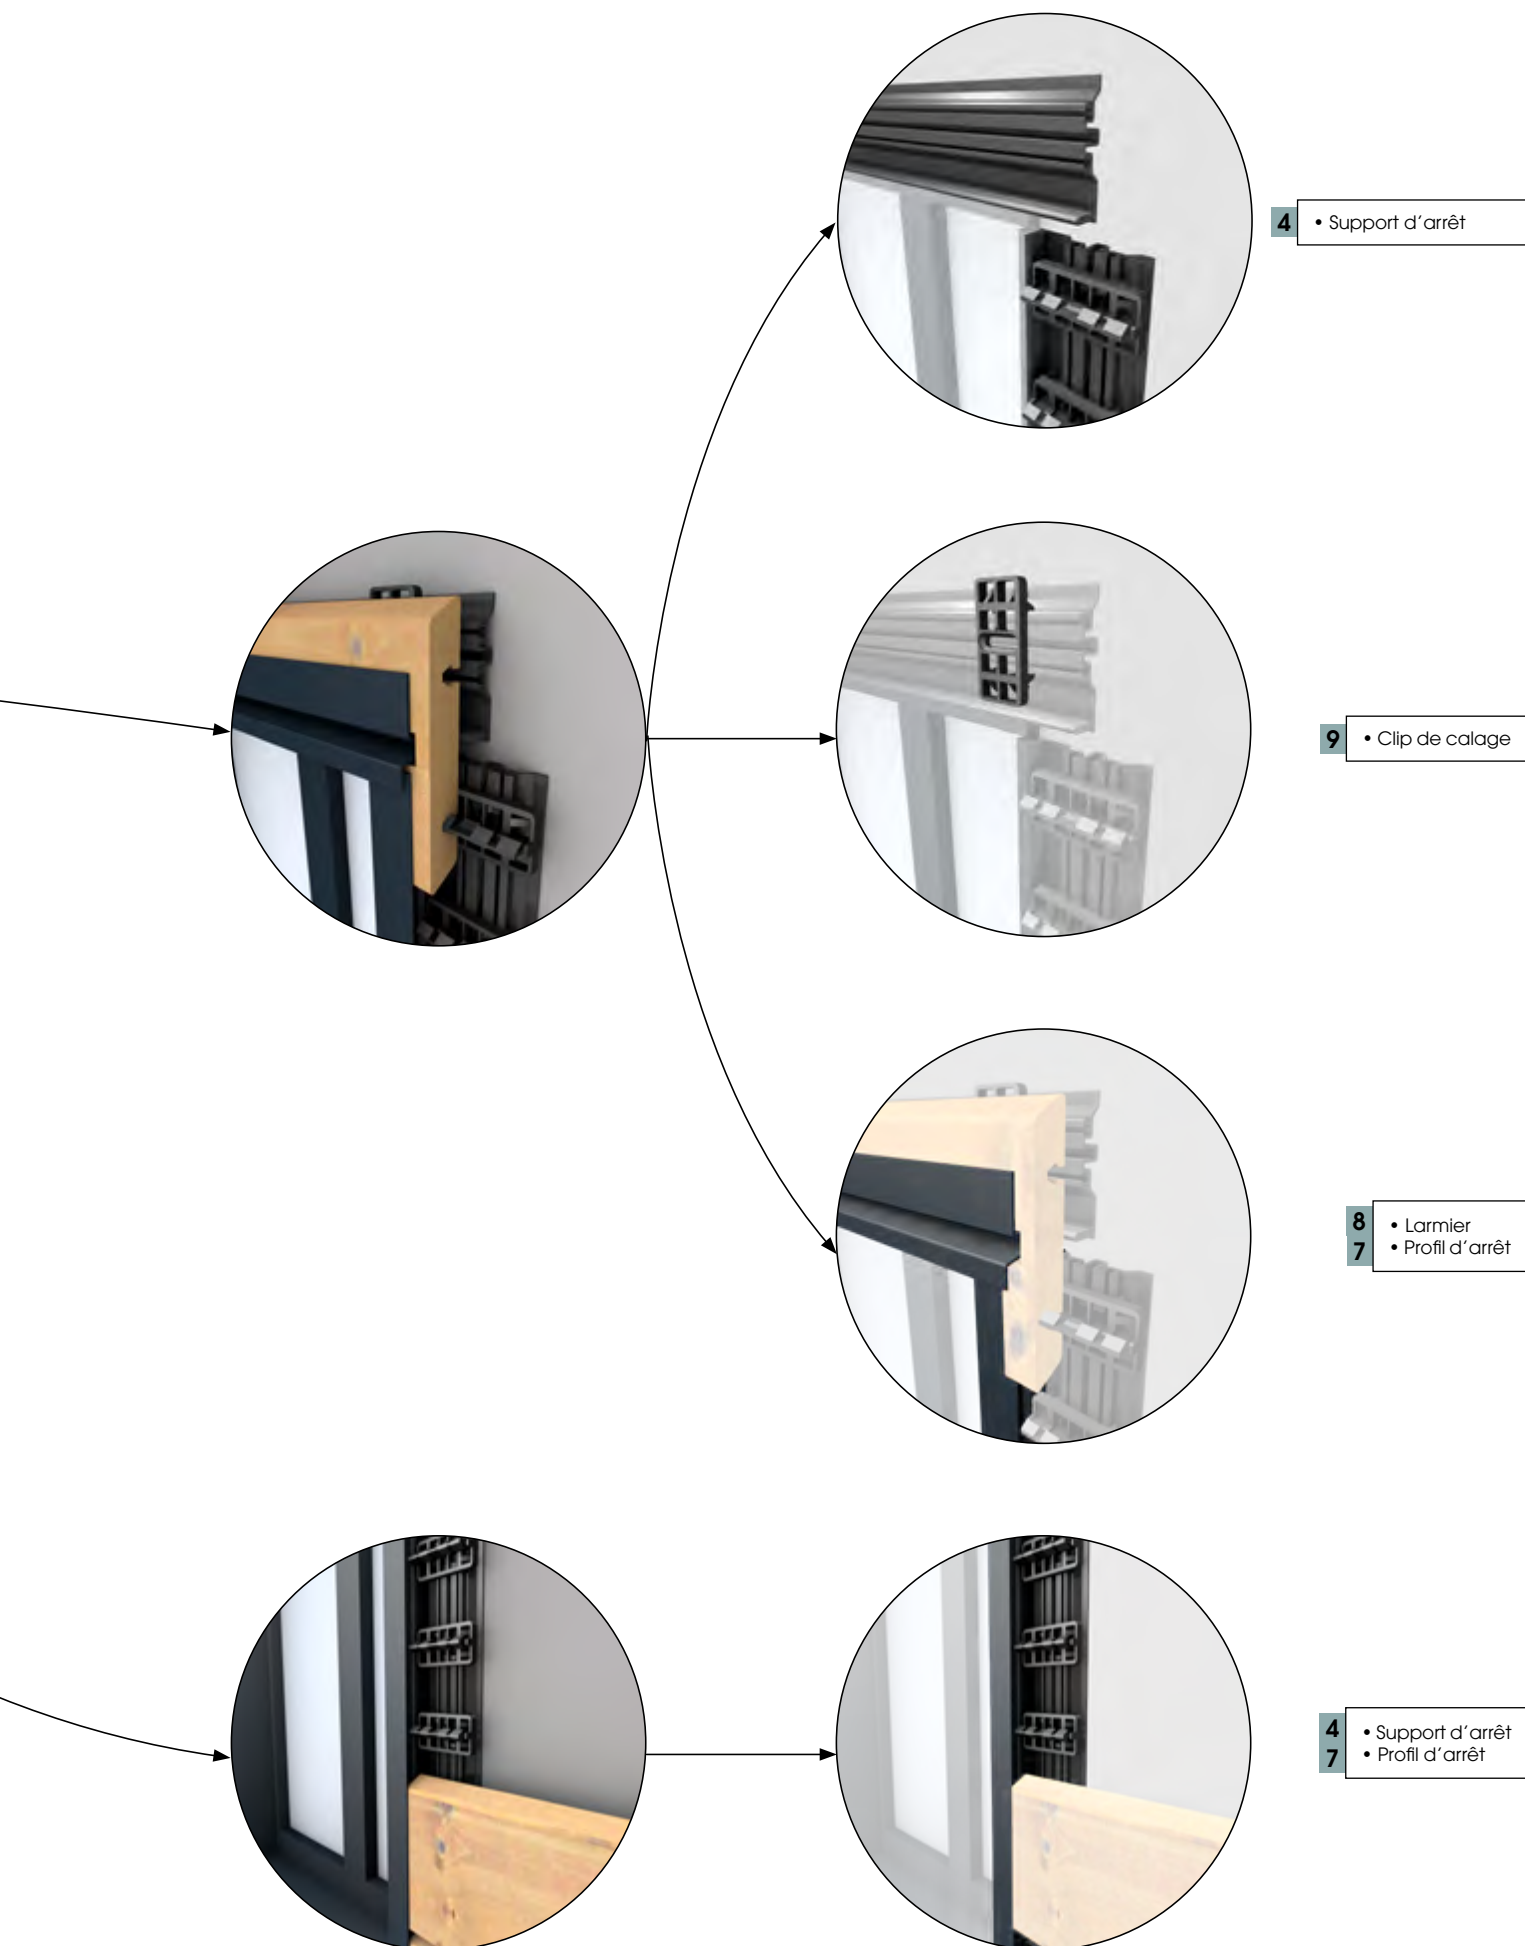 4 • Support d'arrêt
9 • Clip de calage
8 • Larmier
7 • Profil d'arrêt
4 • Support d'arrêt
7 • Profil d'arrêt